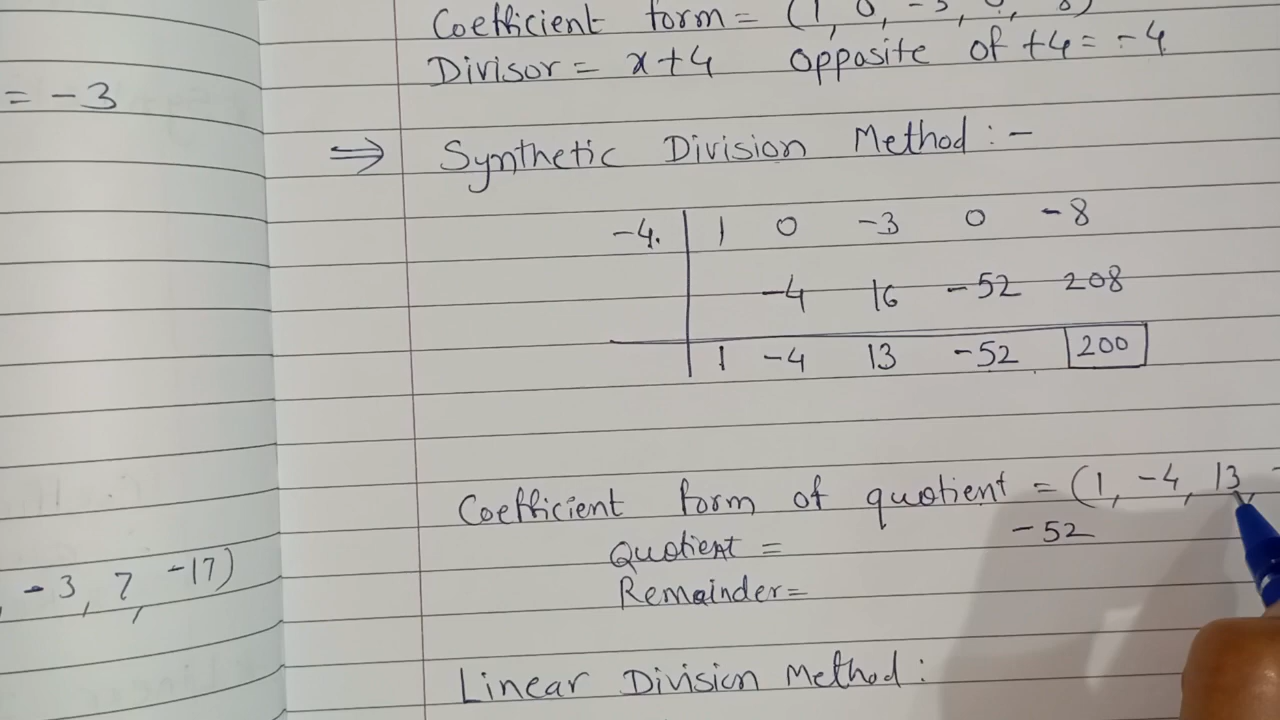 = -3
-3, 7, -17)
Coefficient form = (1, 0, -3, 0, -8)
Divisor = x+4 opposite of +4 = -4
⇒ Synthetic Division Method :-
-4. 1 0 -3 0 -8
-4 16 -52 208
1 -4 13 -52 200
Coefficient form of quotient = (1, -4, 13,
-52
Quotient =
Remainder =
Linear Division Method :